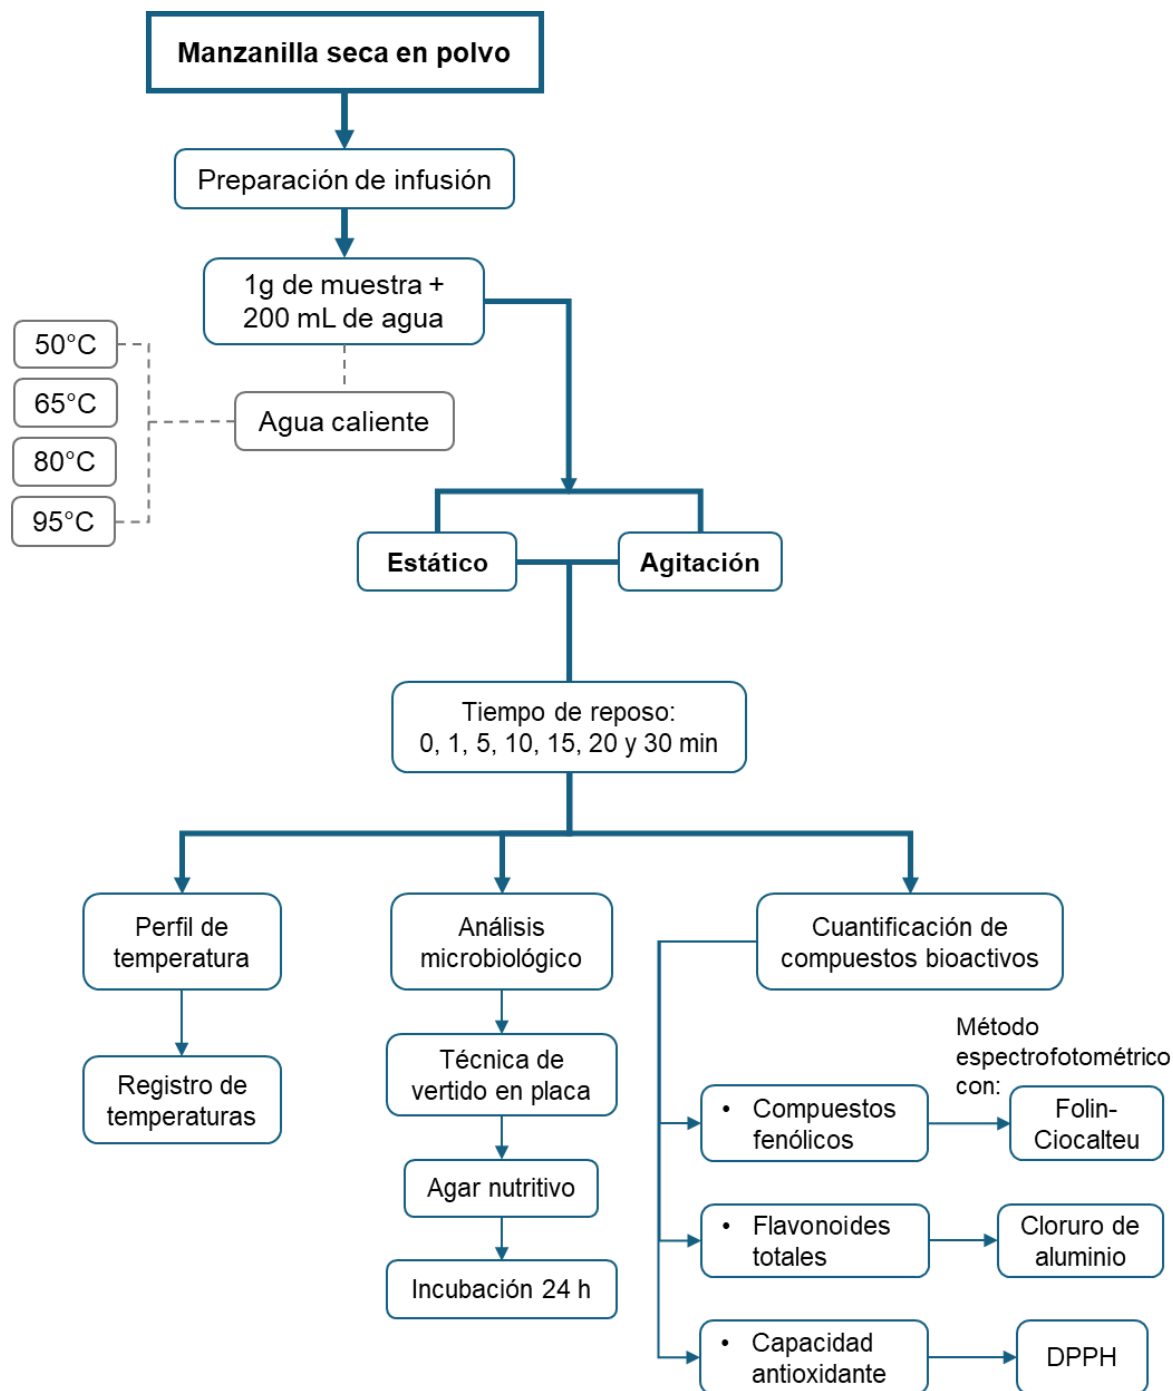 Manzanilla seca en polvo
Preparación de infusión
1g de muestra +
200 mL de agua
50°C
65°C
80°C
95°C
Agua caliente
Estático
Agitación
Tiempo de reposo:
0, 1, 5, 10, 15, 20 y 30 min
Perfil de
temperatura
Registro de
temperaturas
Análisis
microbiológico
Técnica de
vertido en placa
Agar nutritivo
Incubación 24 h
Cuantificación de
compuestos bioactivos
Método
espectrofotométrico
con:
• Compuestos
fenólicos
Folin-
Ciocalteu
• Flavonoides
totales
Cloruro de
aluminio
• Capacidad
antioxidante
DPPH